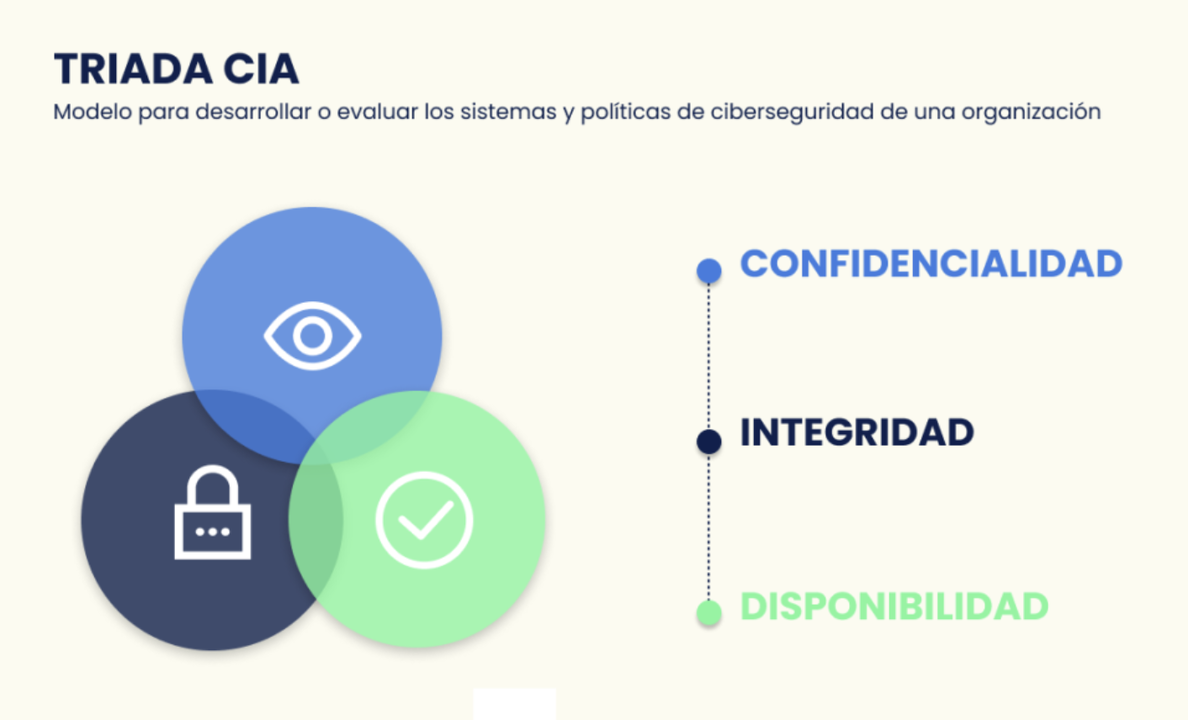 TRIADA CIA
Modelo para desarrollar o evaluar los sistemas y políticas de ciberseguridad de una organización
CONFIDENCIALIDAD
INTEGRIDAD
DISPONIBILIDAD